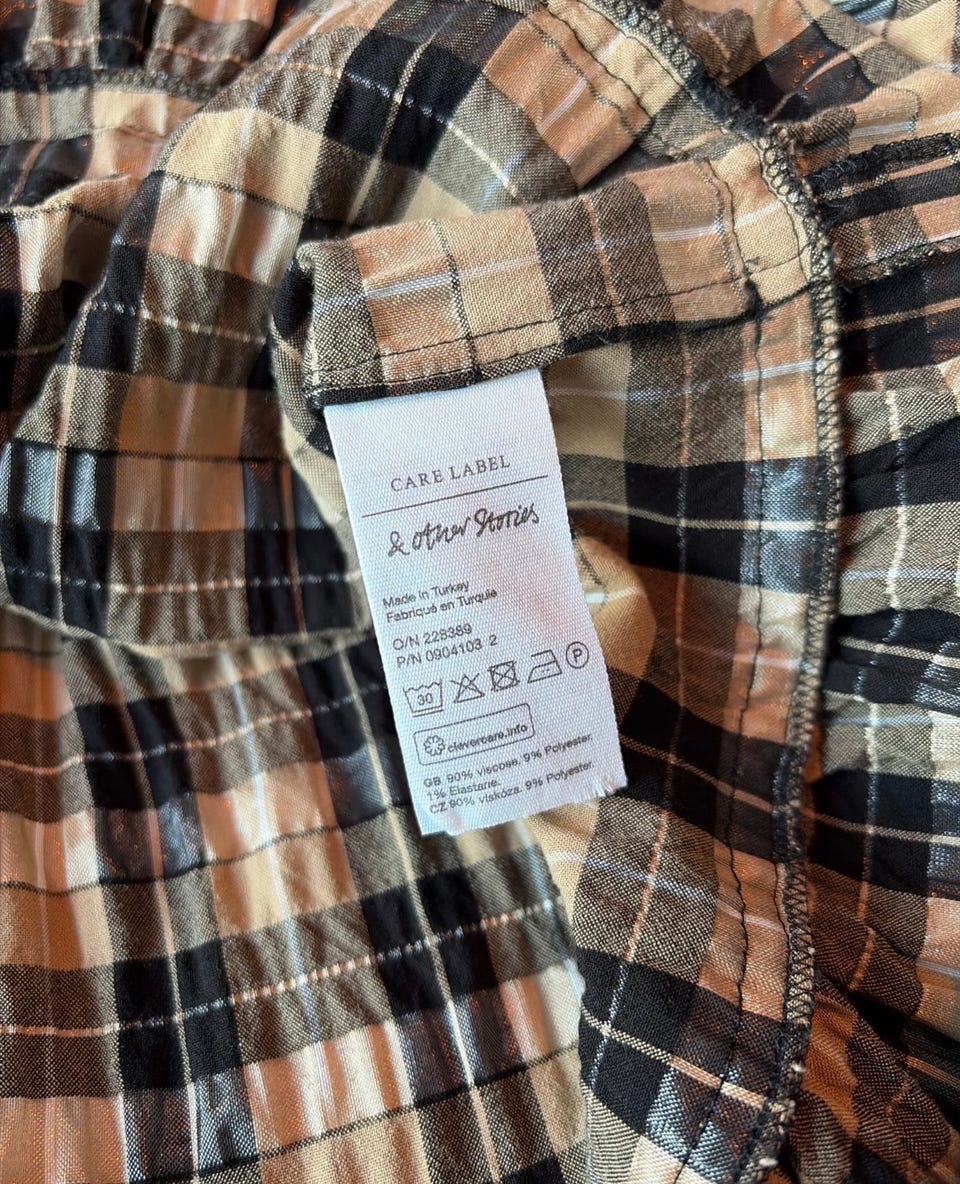 CARE LABEL
& other Stories
Made in Turkey
Fabriqué en Turquie
O/N 228389
P/N 0904103 2
30 P
clevercare.info
GB 90% viscose, 9% Polyester,
1% Elastane.
CZ 90% viskóza, 9% Polyester.